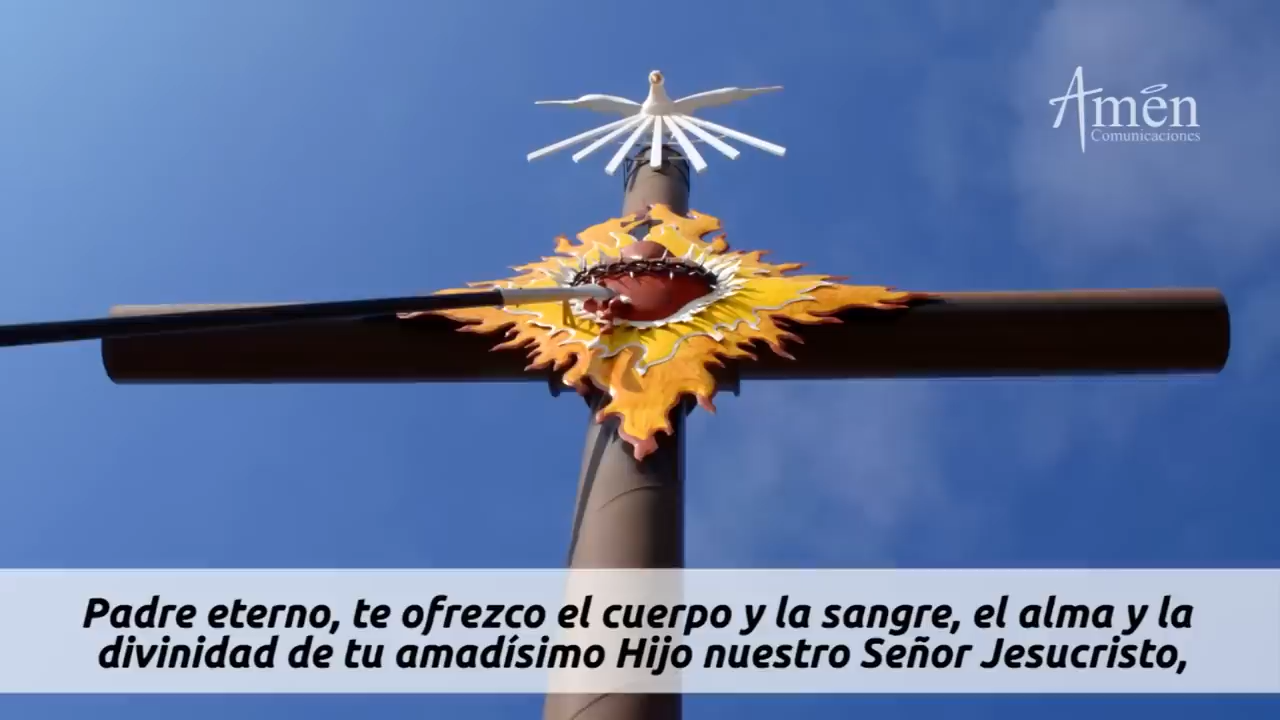 Amén
Comunicaciones
Padre eterno, te ofrezco el cuerpo y la sangre, el alma y la
divinidad de tu amadísimo Hijo nuestro Señor Jesucristo,